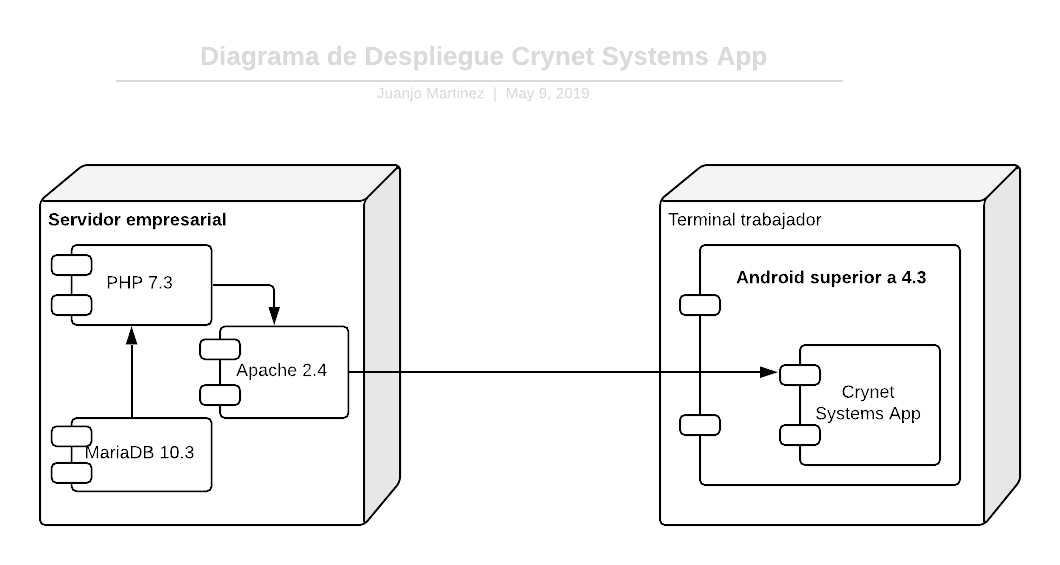 Diagrama de Despliegue Crynet Systems App
Juanjo Martinez | May 9, 2019
Servidor empresarial
PHP 7.3
Apache 2.4
MariaDB 10.3
Terminal trabajador
Android superior a 4.3
Crynet
Systems App